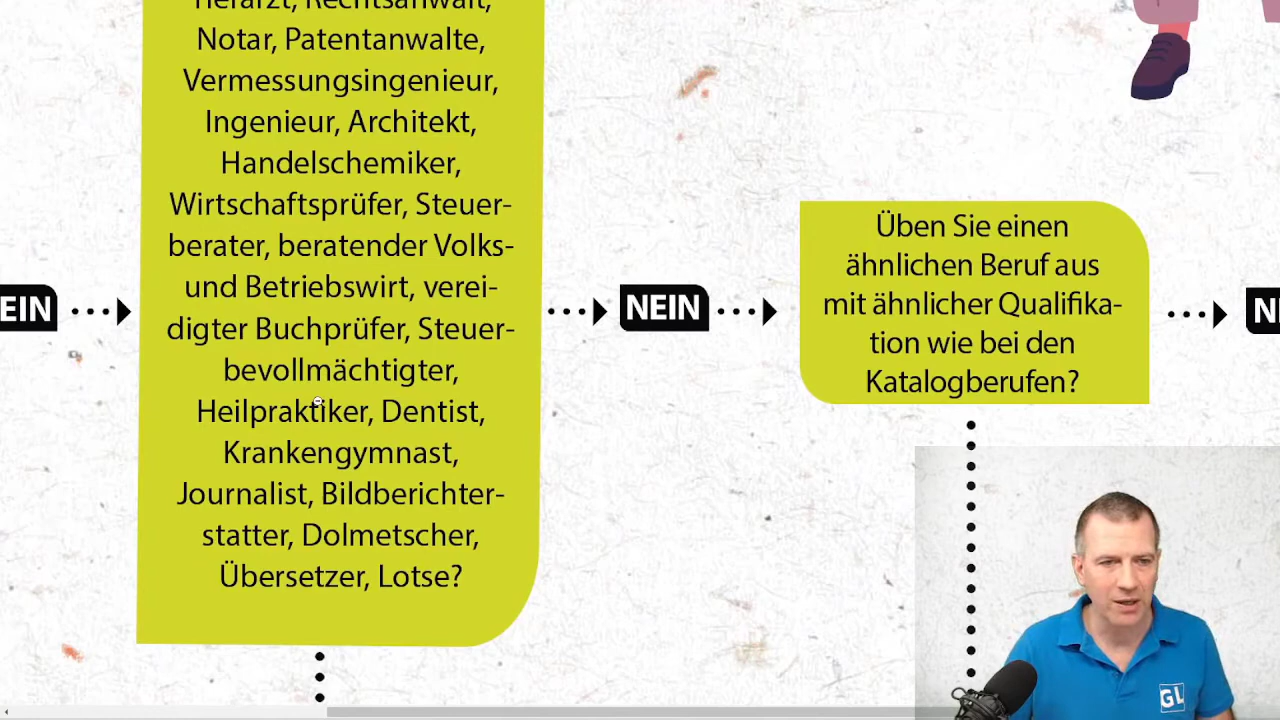 Tierarzt, Rechtsanwalt,
Notar, Patentanwalte,
Vermessungsingenieur,
Ingenieur, Architekt,
Handelschemiker,
Wirtschaftsprüfer, Steuer-
berater, beratender Volks-
und Betriebswirt, verei-
digter Buchprüfer, Steuer-
bevollmächtigter,
Heilpraktiker, Dentist,
Krankengymnast,
Journalist, Bildberichter-
statter, Dolmetscher,
Übersetzer, Lotse?
EIN
NEIN
Üben Sie einen
ähnlichen Beruf aus
mit ähnlicher Qualifika-
tion wie bei den
Katalogberufen?
N
GL